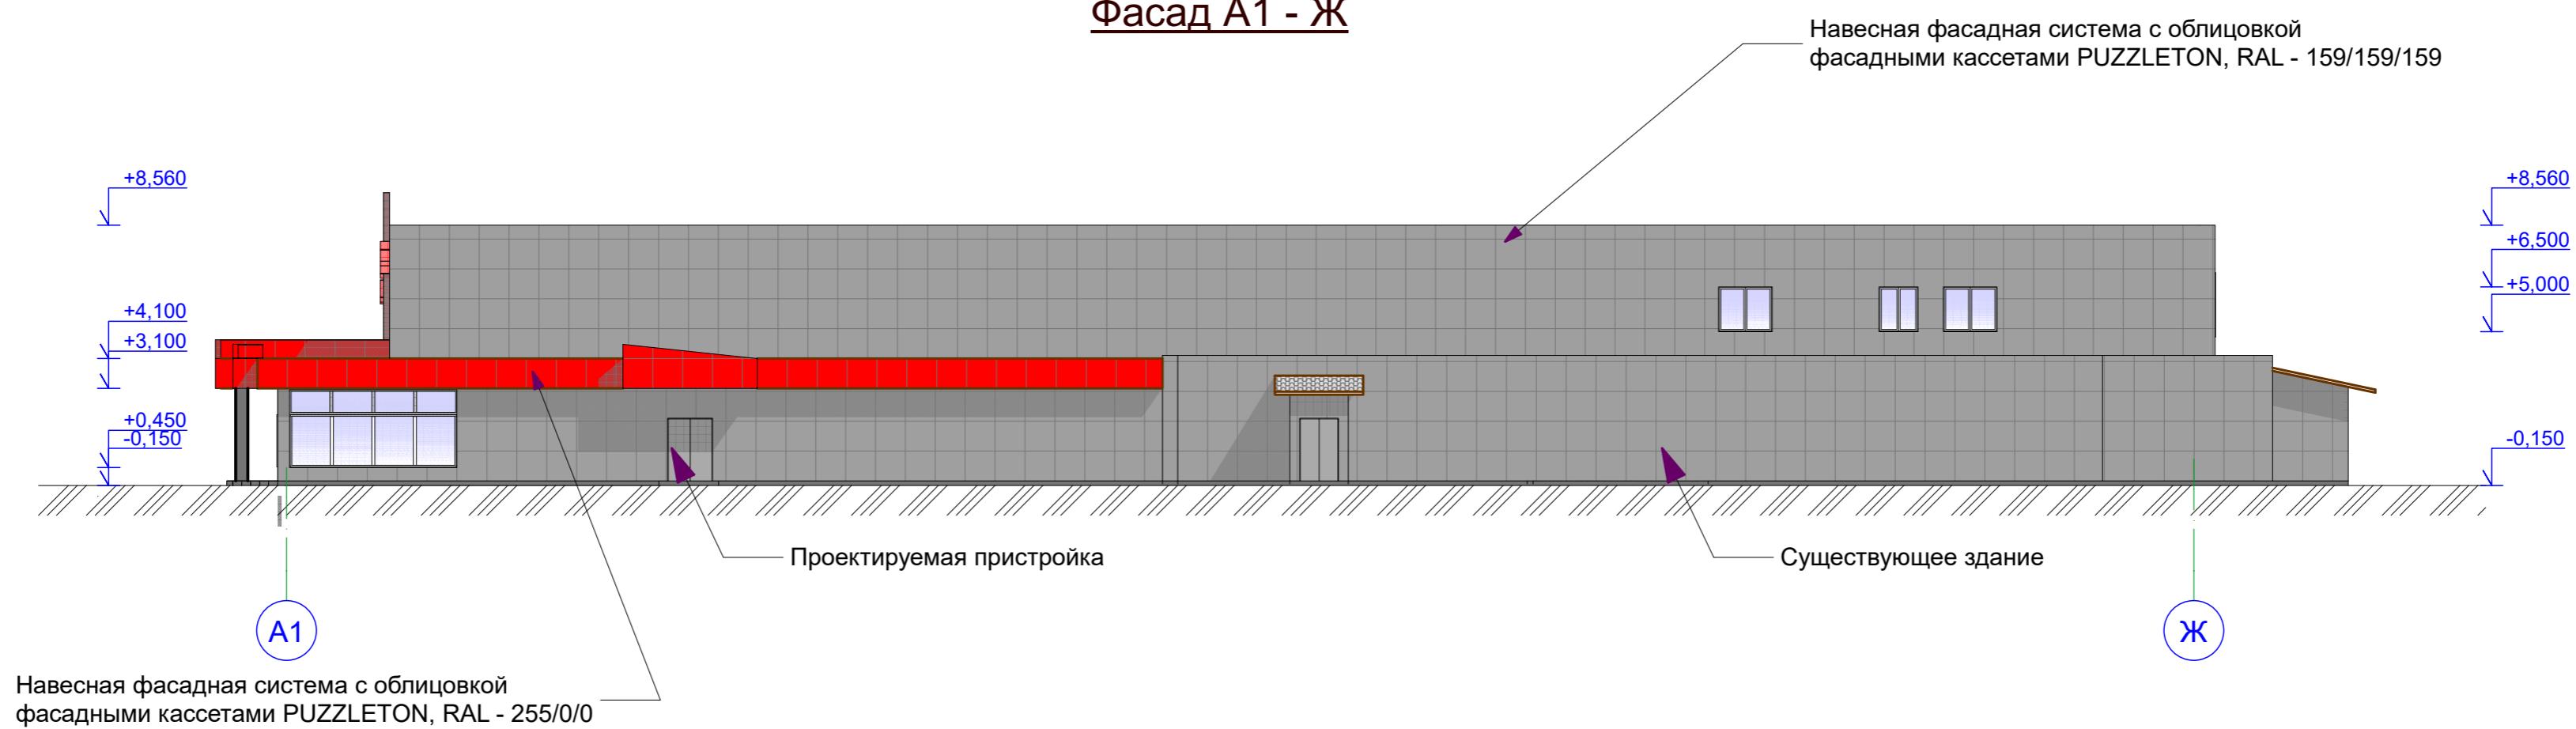 Фасад А1 - Ж
Навесная фасадная система с облицовкой
фасадными кассетами PUZZLETON, RAL - 159/159/159
+8,560
+4,100
+3,100
+0,450
-0,150
+8,560
+6,500
+5,000
-0,150
Проектируемая пристройка
Существующее здание
А1
Ж
Навесная фасадная система с облицовкой
фасадными кассетами PUZZLETON, RAL - 255/0/0